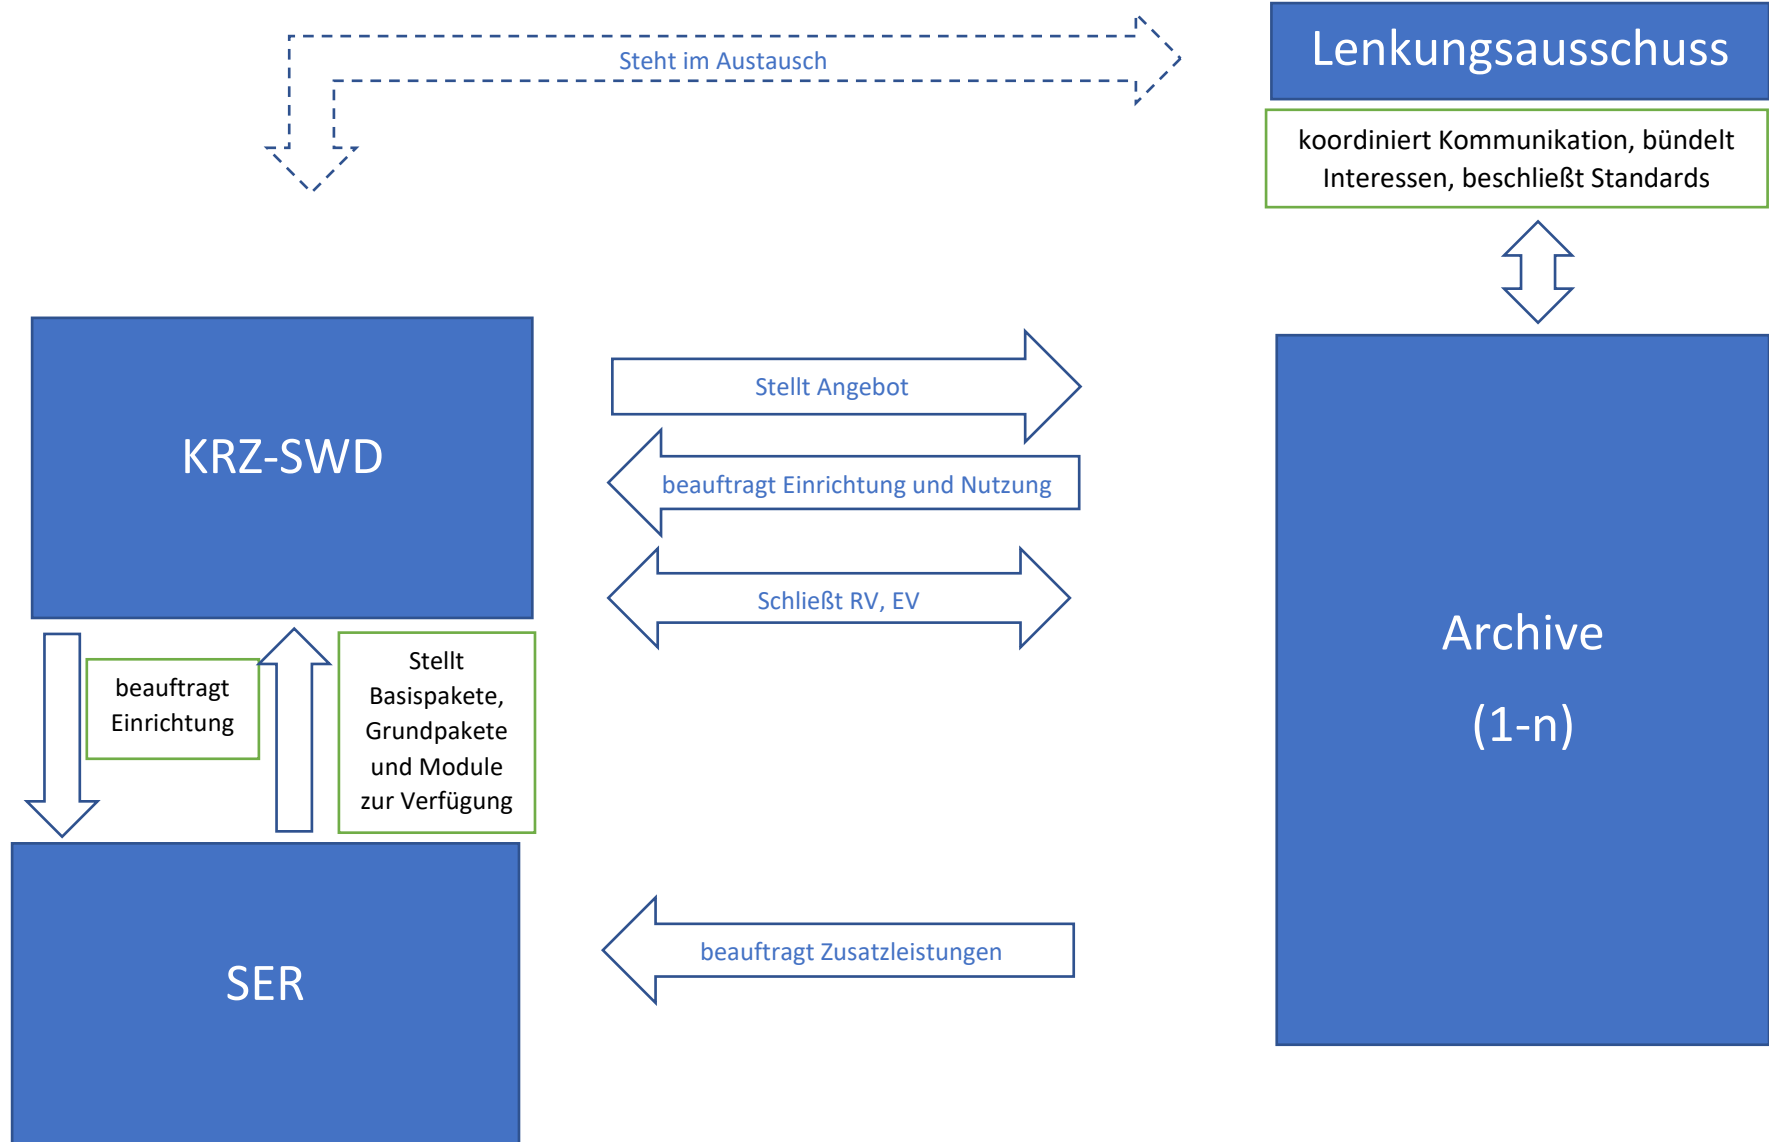 Steht im Austausch
Lenkungsausschuss
koordiniert Kommunikation, bündelt
Interessen, beschließt Standards
KRZ-SWD
Stellt Angebot
beauftragt Einrichtung und Nutzung
Schließt RV, EV
Archive
(1-n)
beauftragt
Einrichtung
Stellt
Basispakete,
Grundpakete
und Module
zur Verfügung
SER
beauftragt Zusatzleistungen